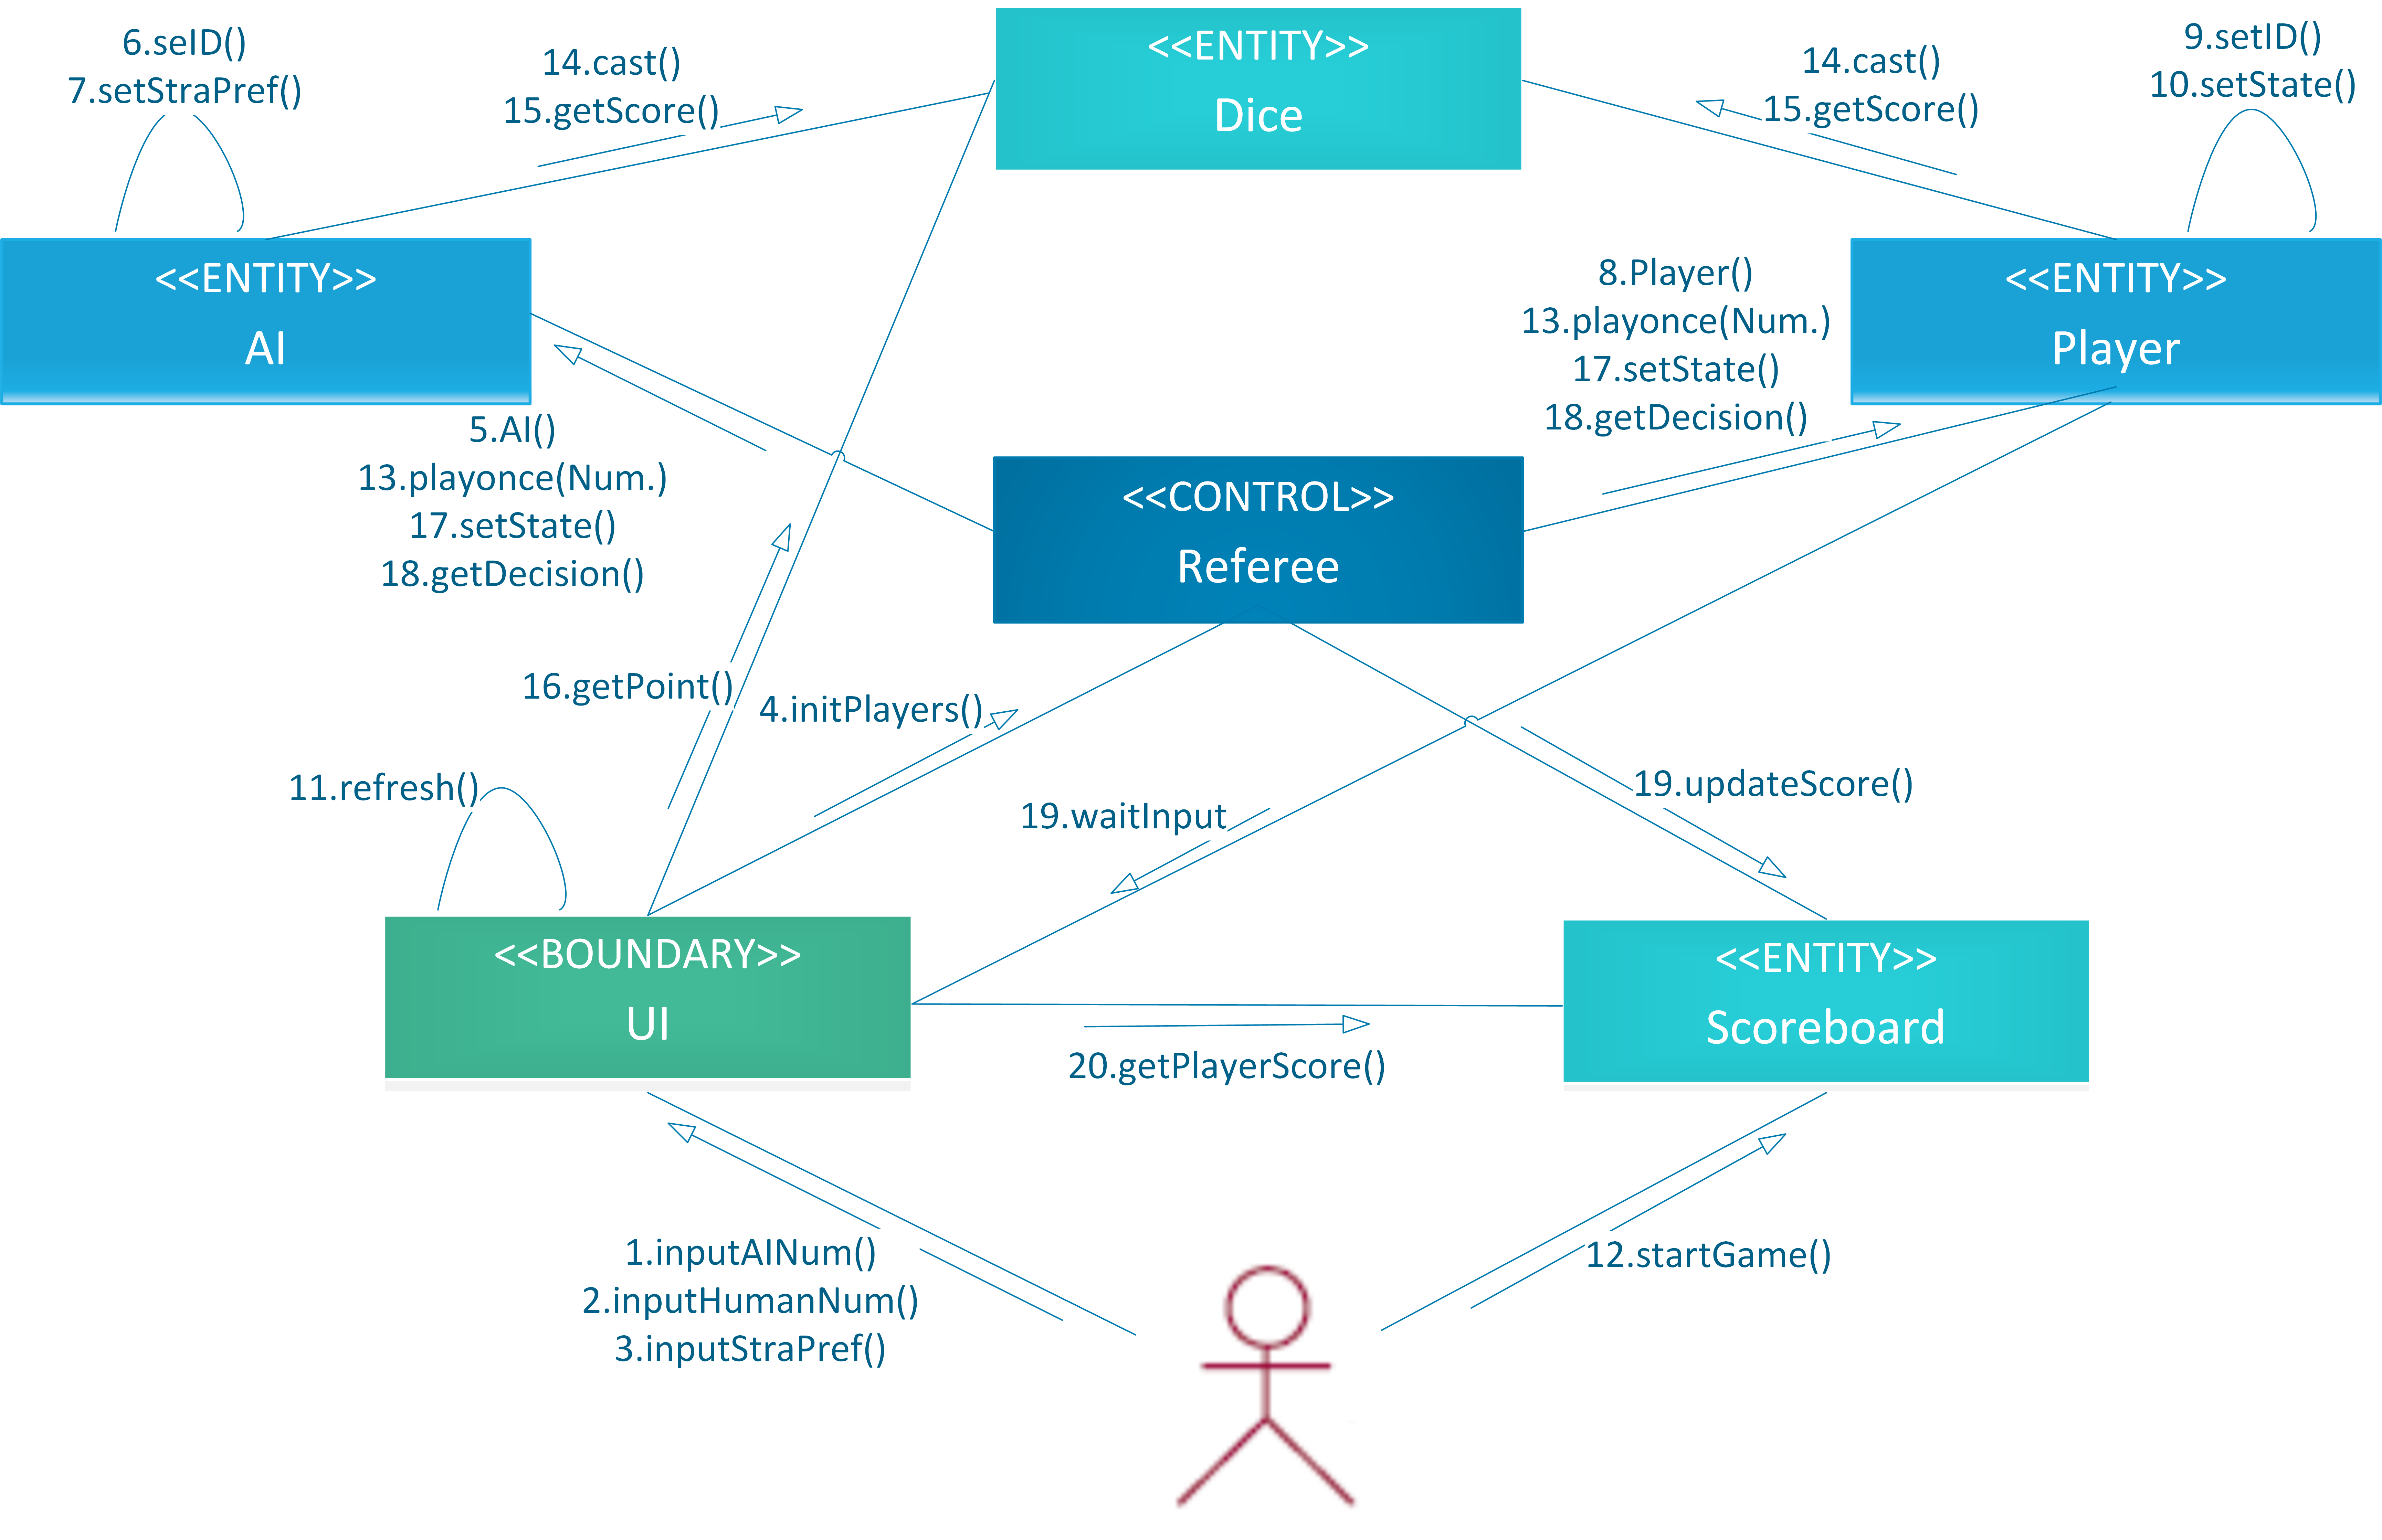 6.seID()
7.setStraPref()
14.cast()
15.getScore()
<<ENTITY>>
Dice
14.cast()
15.getScore()
9.setID()
10.setState()
<<ENTITY>>
AI
8.Player()
13.playonce(Num.)
17.setState()
18.getDecision()
<<ENTITY>>
Player
5.AI()
13.playonce(Num.)
17.setState()
18.getDecision()
<<CONTROL>>
Referee
16.getPoint()
4.initPlayers()
11.refresh()
19.waitInput
19.updateScore()
<<BOUNDARY>>
UI
<<ENTITY>>
Scoreboard
20.getPlayerScore()
1.inputAINum()
2.inputHumanNum()
3.inputStraPref()
12.startGame()